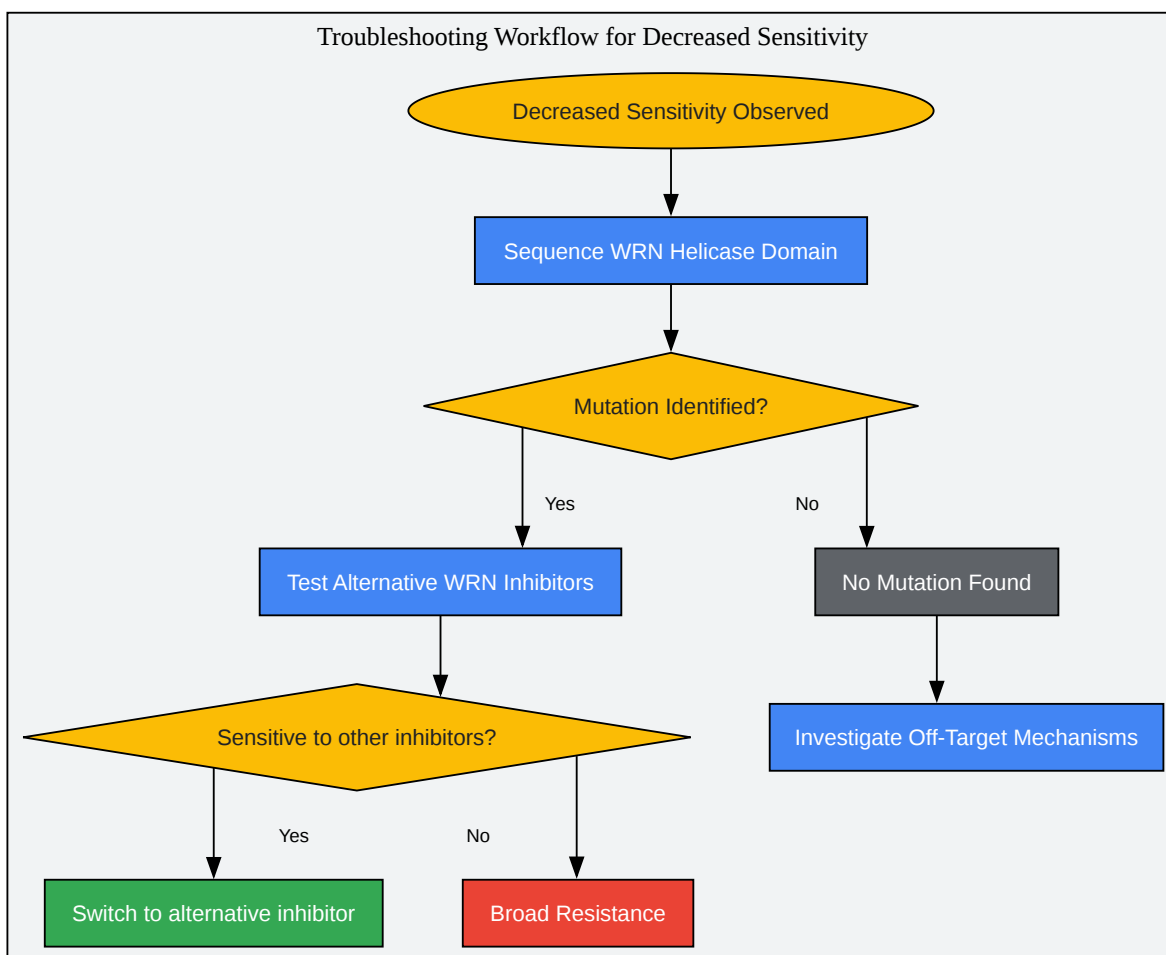 Troubleshooting Workflow for Decreased Sensitivity
Decreased Sensitivity Observed
Sequence WRN Helicase Domain
Mutation Identified?
Yes
No
Test Alternative WRN Inhibitors
No Mutation Found
Sensitive to other inhibitors?
Investigate Off-Target Mechanisms
Yes
No
Switch to alternative inhibitor
Broad Resistance